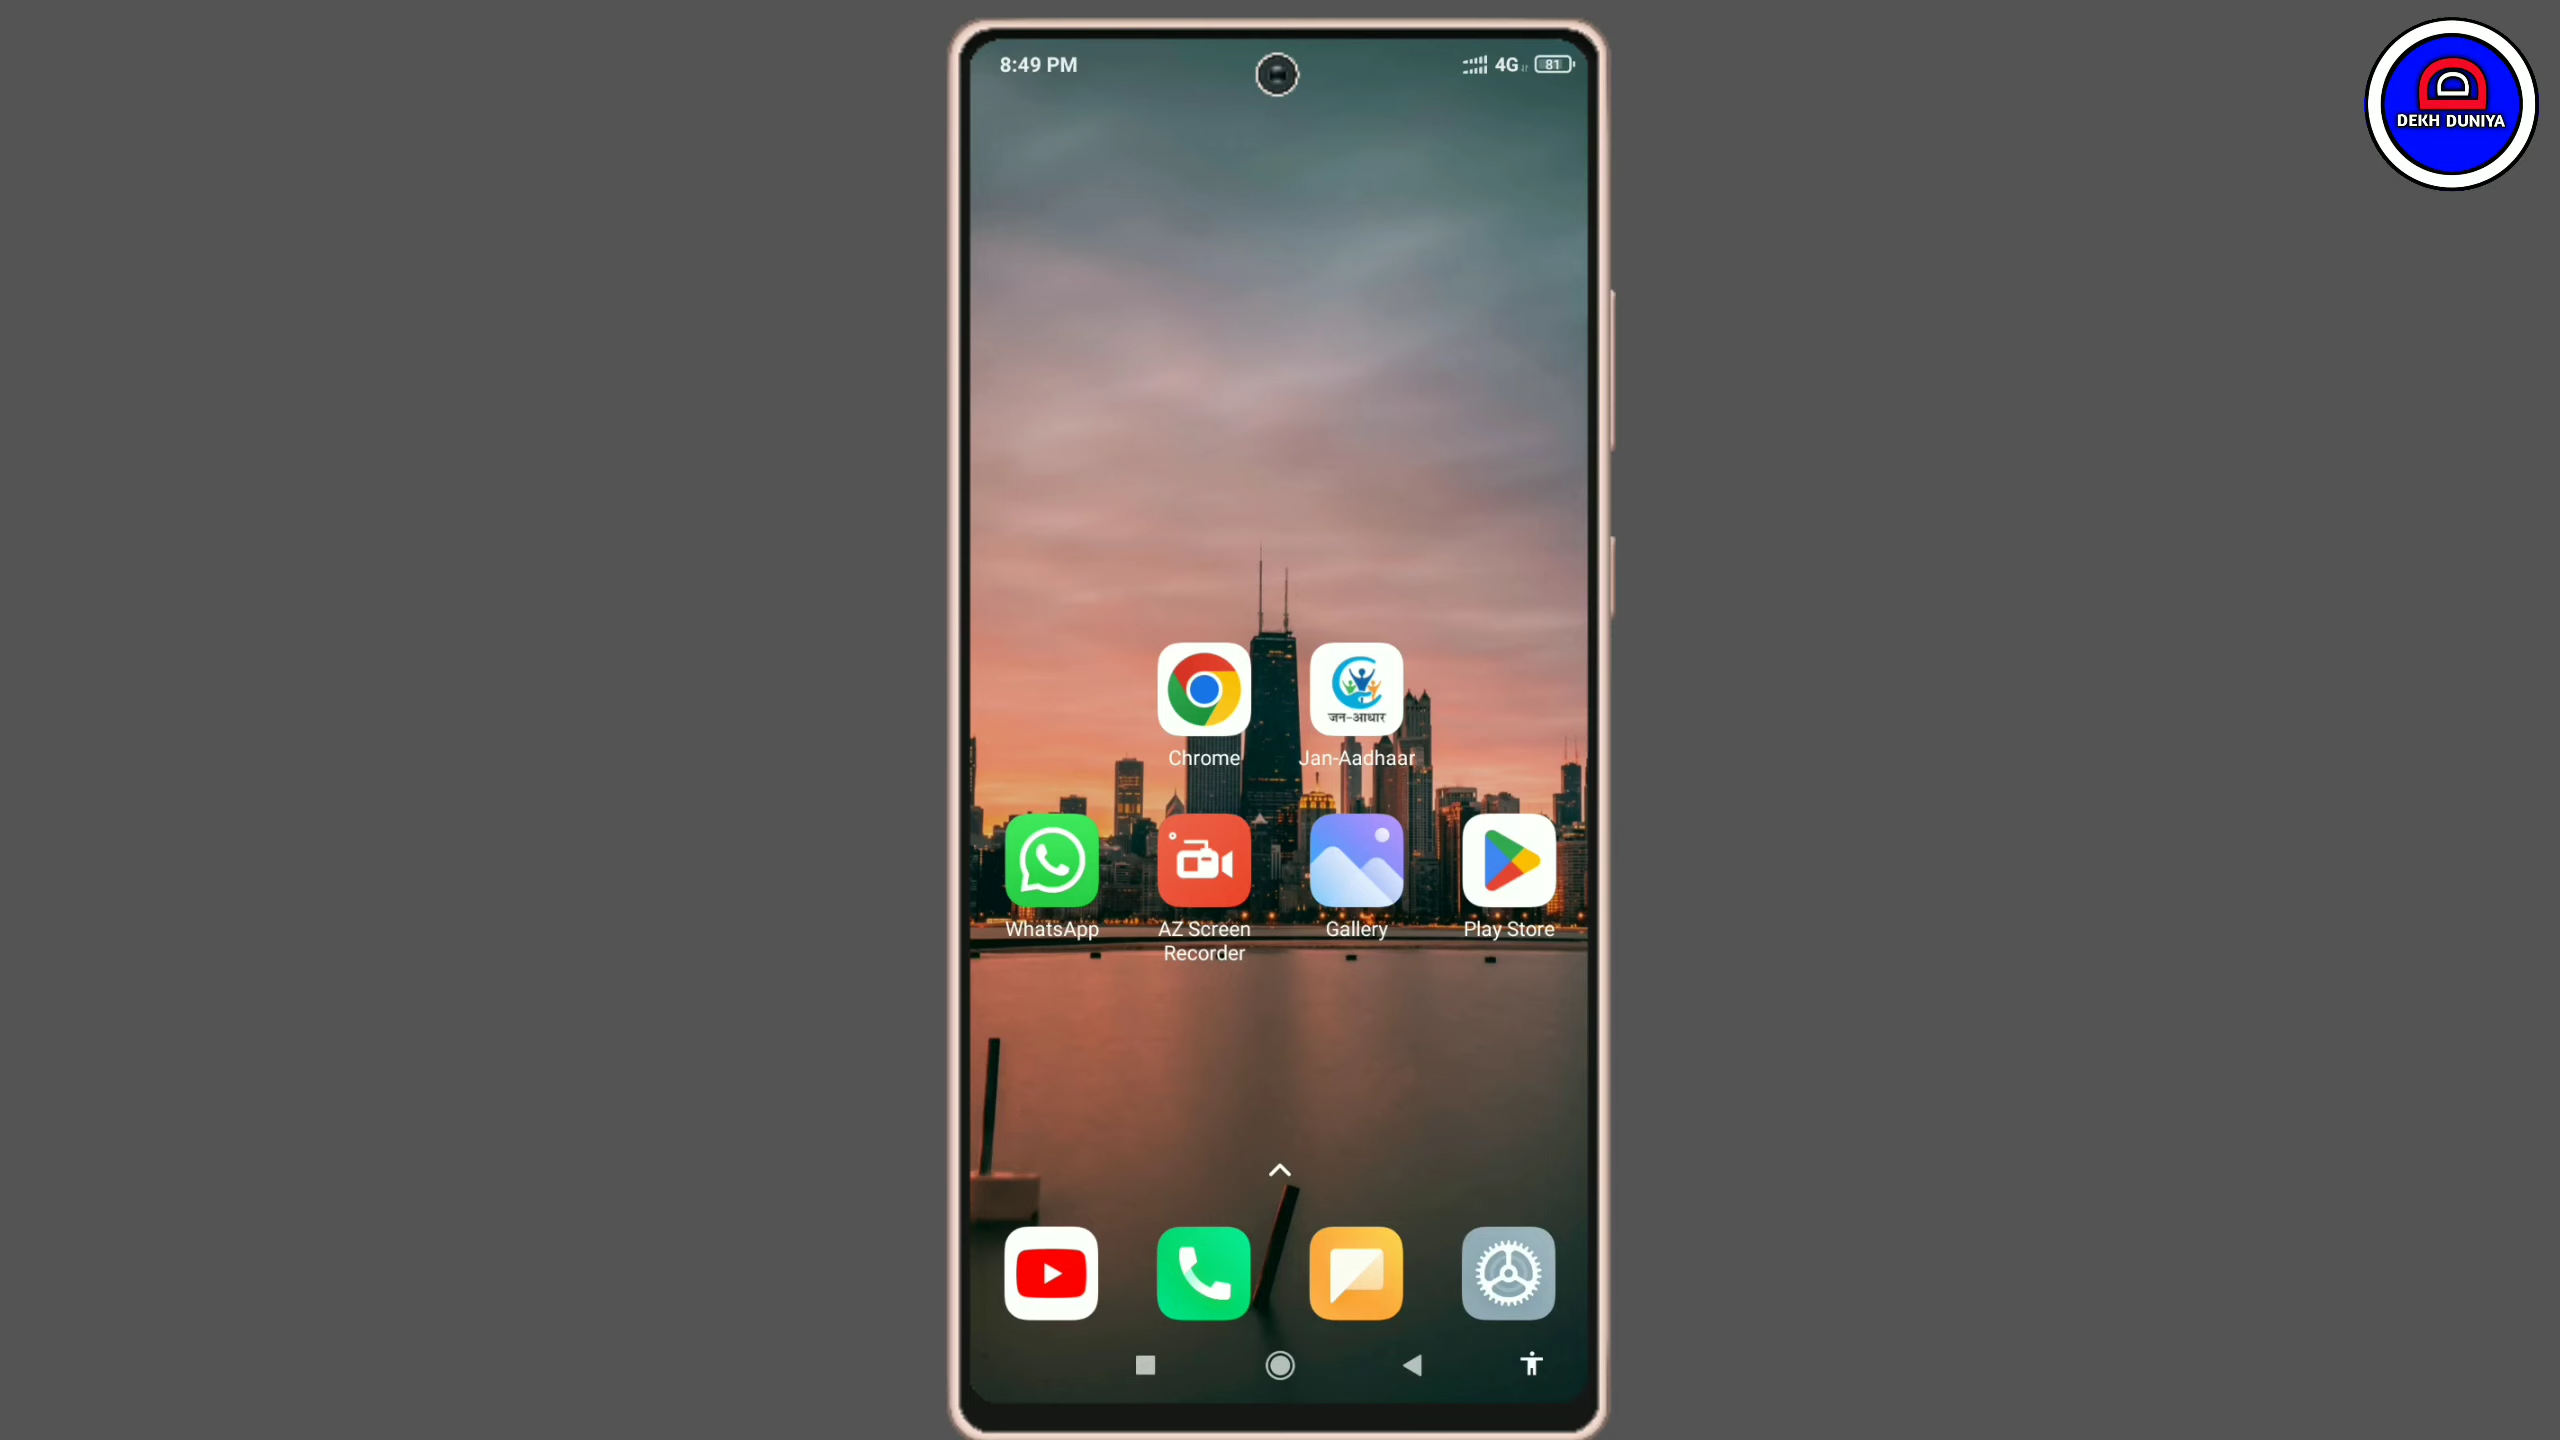 8:49 PM
4G
81
DEKH DUNIYA
जन-आधार
Chrome
Jan-Aadhaar
WhatsApp
AZ Screen
Recorder
Gallery
Play Store